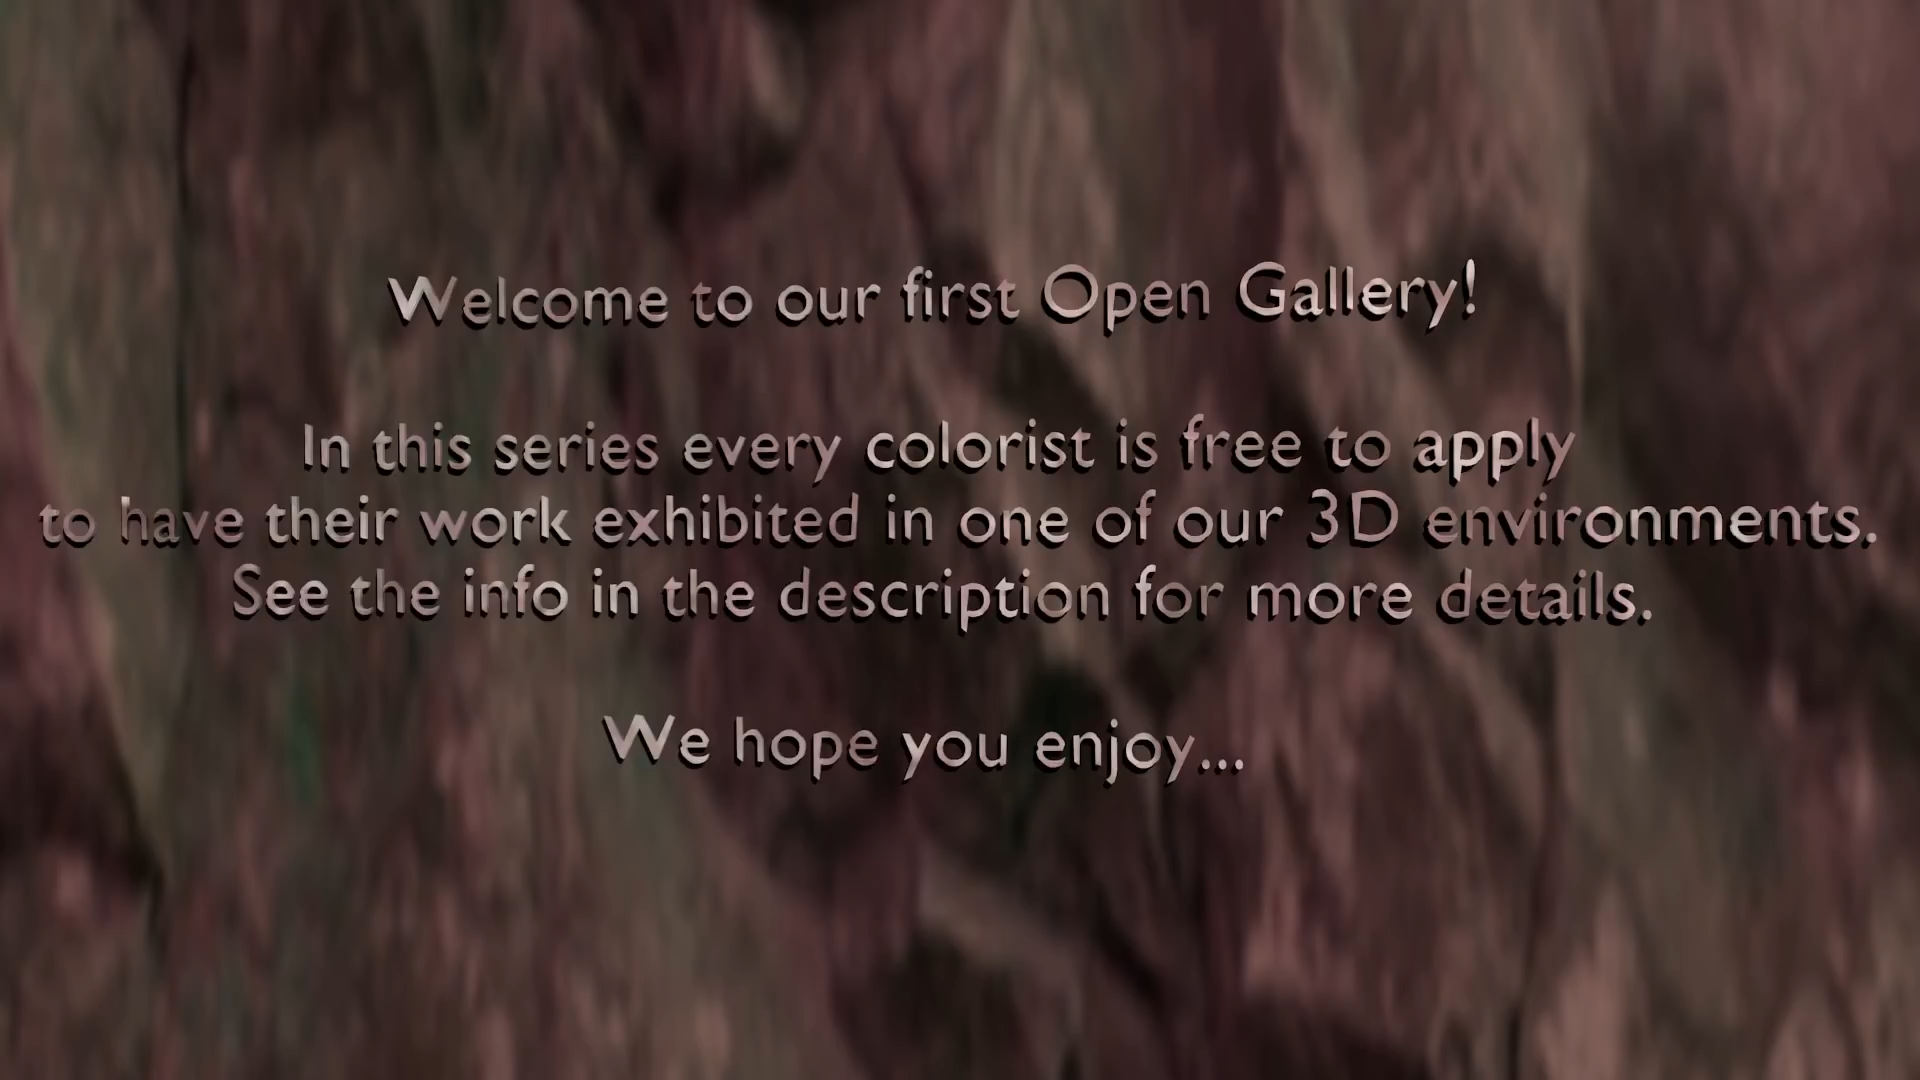 Welcome to our first Open Gallery!
In this series every colorist is free to apply
to have their work exhibited in one of our 3D environments.
See the info in the description for more details.
We hope you enjoy...